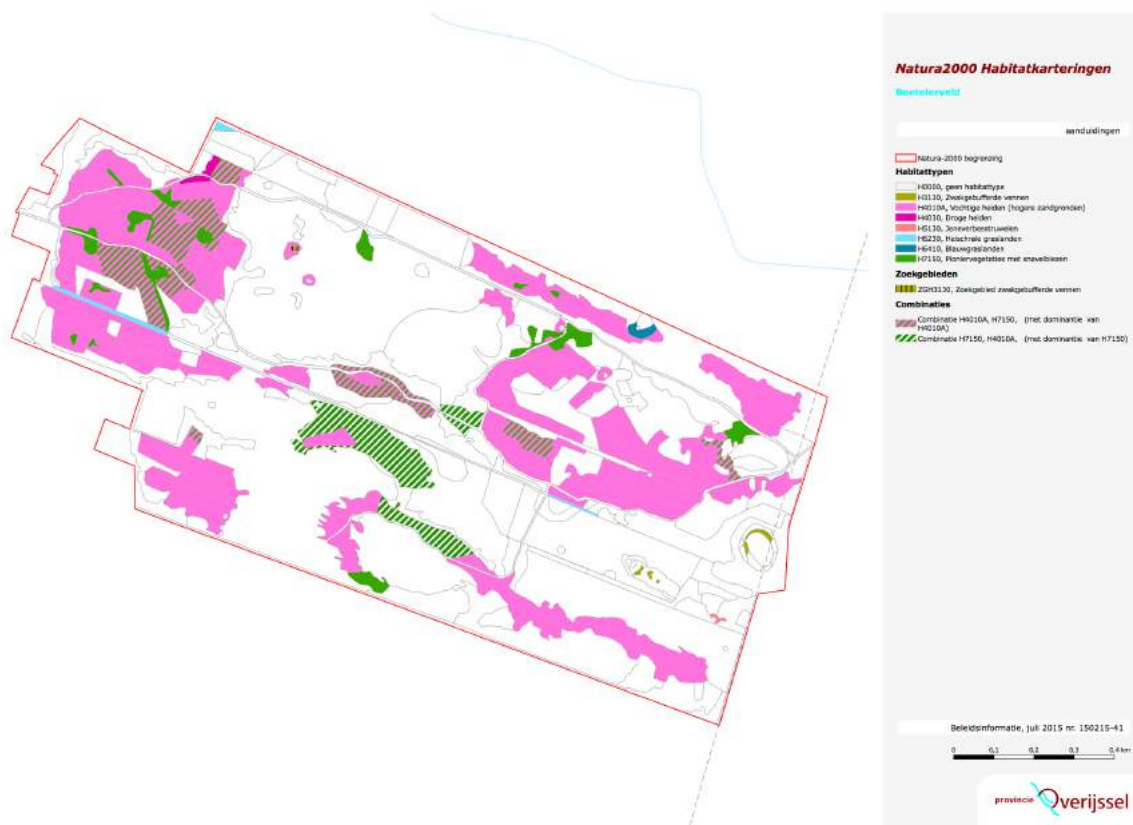 Natura2000 Habitatkarteringen
Boetelerveld
aanduidingen
Natura-2000 begrenzing
Habitattypen
H0000, geen habitattype
H3130, Zwakgebufferde vennen
H4010A, Vochtige heiden (hogere zandgronden)
H4030, Droge heiden
H5130, Jeneverbesstruwelen
H6230, Heischrale graslanden
H6410, Blauwgraslanden
H7150, Pioniervegetaties met snavelbiezen
Zoekgebieden
ZGH3130, Zoekgebied zwakgebufferde vennen
Combinaties
Combinatie H4010A, H7150, (met dominantie van
H4010A)
Combinatie H7150, H4010A, (met dominantie van H7150)
Beleidsinformatie, juli 2015 nr. 150215-41
0 0,1 0,2 0,3 0,4 km
provincie Overijssel